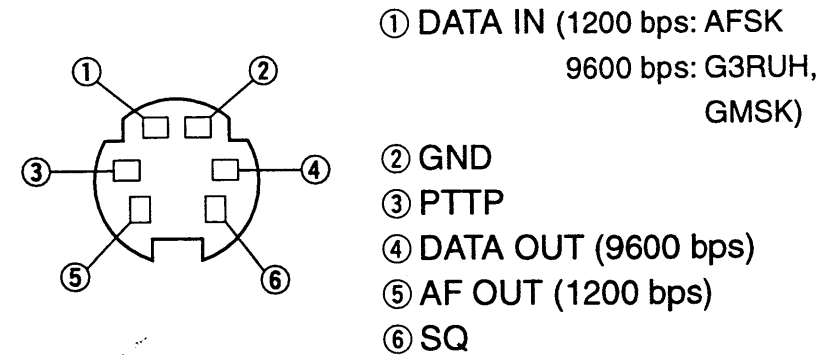 ① DATA IN (1200 bps: AFSK
9600 bps: G3RUH,
GMSK)
① ②
② GND
③ ④
③ PTTP
④ DATA OUT (9600 bps)
⑤ ⑥
⑤ AF OUT (1200 bps)
⑥ SQ